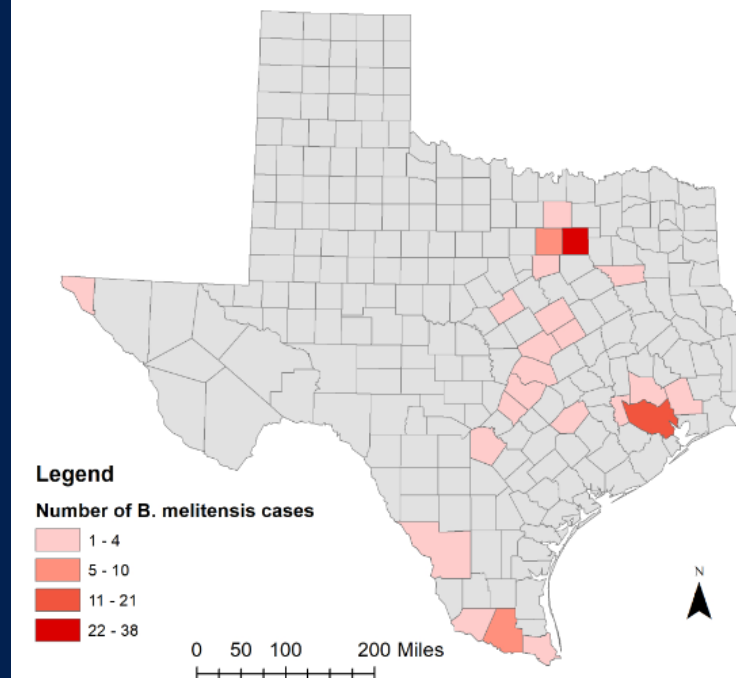 Legend
Number of B. melitensis cases
1 - 4
5 - 10
11 - 21
22 - 38
N
0 50 100 200 Miles